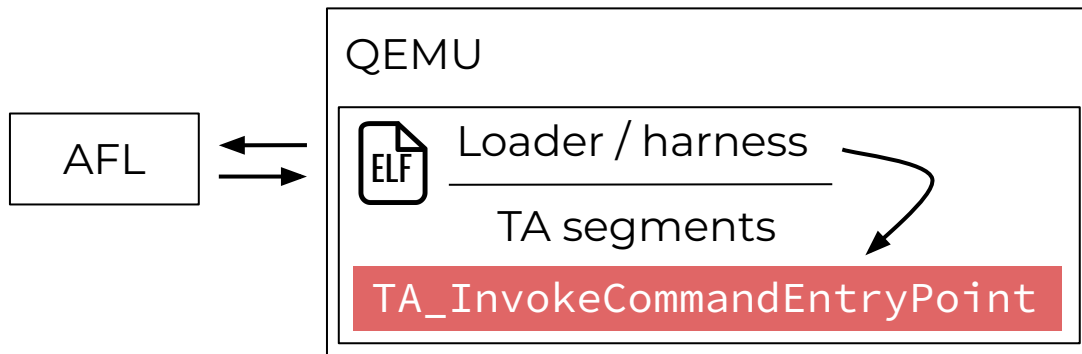 QEMU
AFL
ELF
Loader / harness
TA segments
TA_InvokeCommandEntryPoint